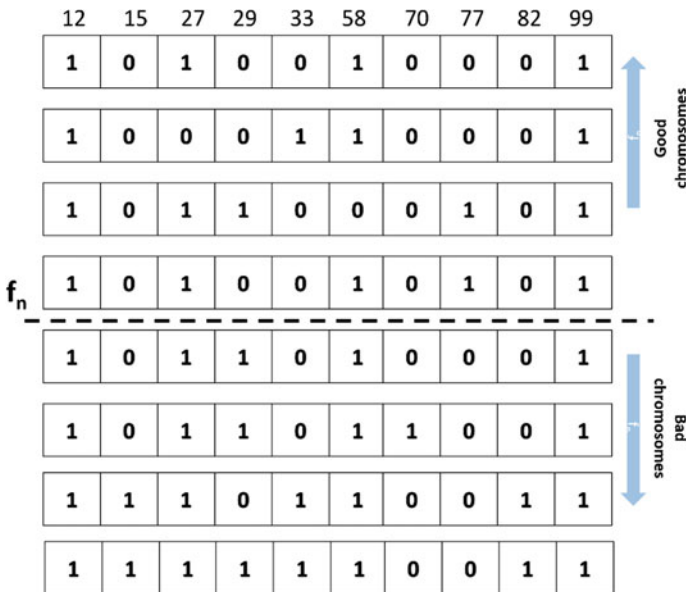 12 15 27 29 33 58 70 77 82 99
1 0 1 0 0 1 0 0 0 1
1 0 0 0 1 1 0 0 0 1
1 0 1 1 0 0 0 1 0 1
1 0 1 0 0 1 0 1 0 1
fn
1 0 1 1 0 1 0 0 0 1
1 0 1 1 0 1 1 0 0 1
1 1 1 0 1 1 0 0 1 1
1 1 1 1 1 1 0 0 1 1
Good
chromosomes
Bad
chromosomes